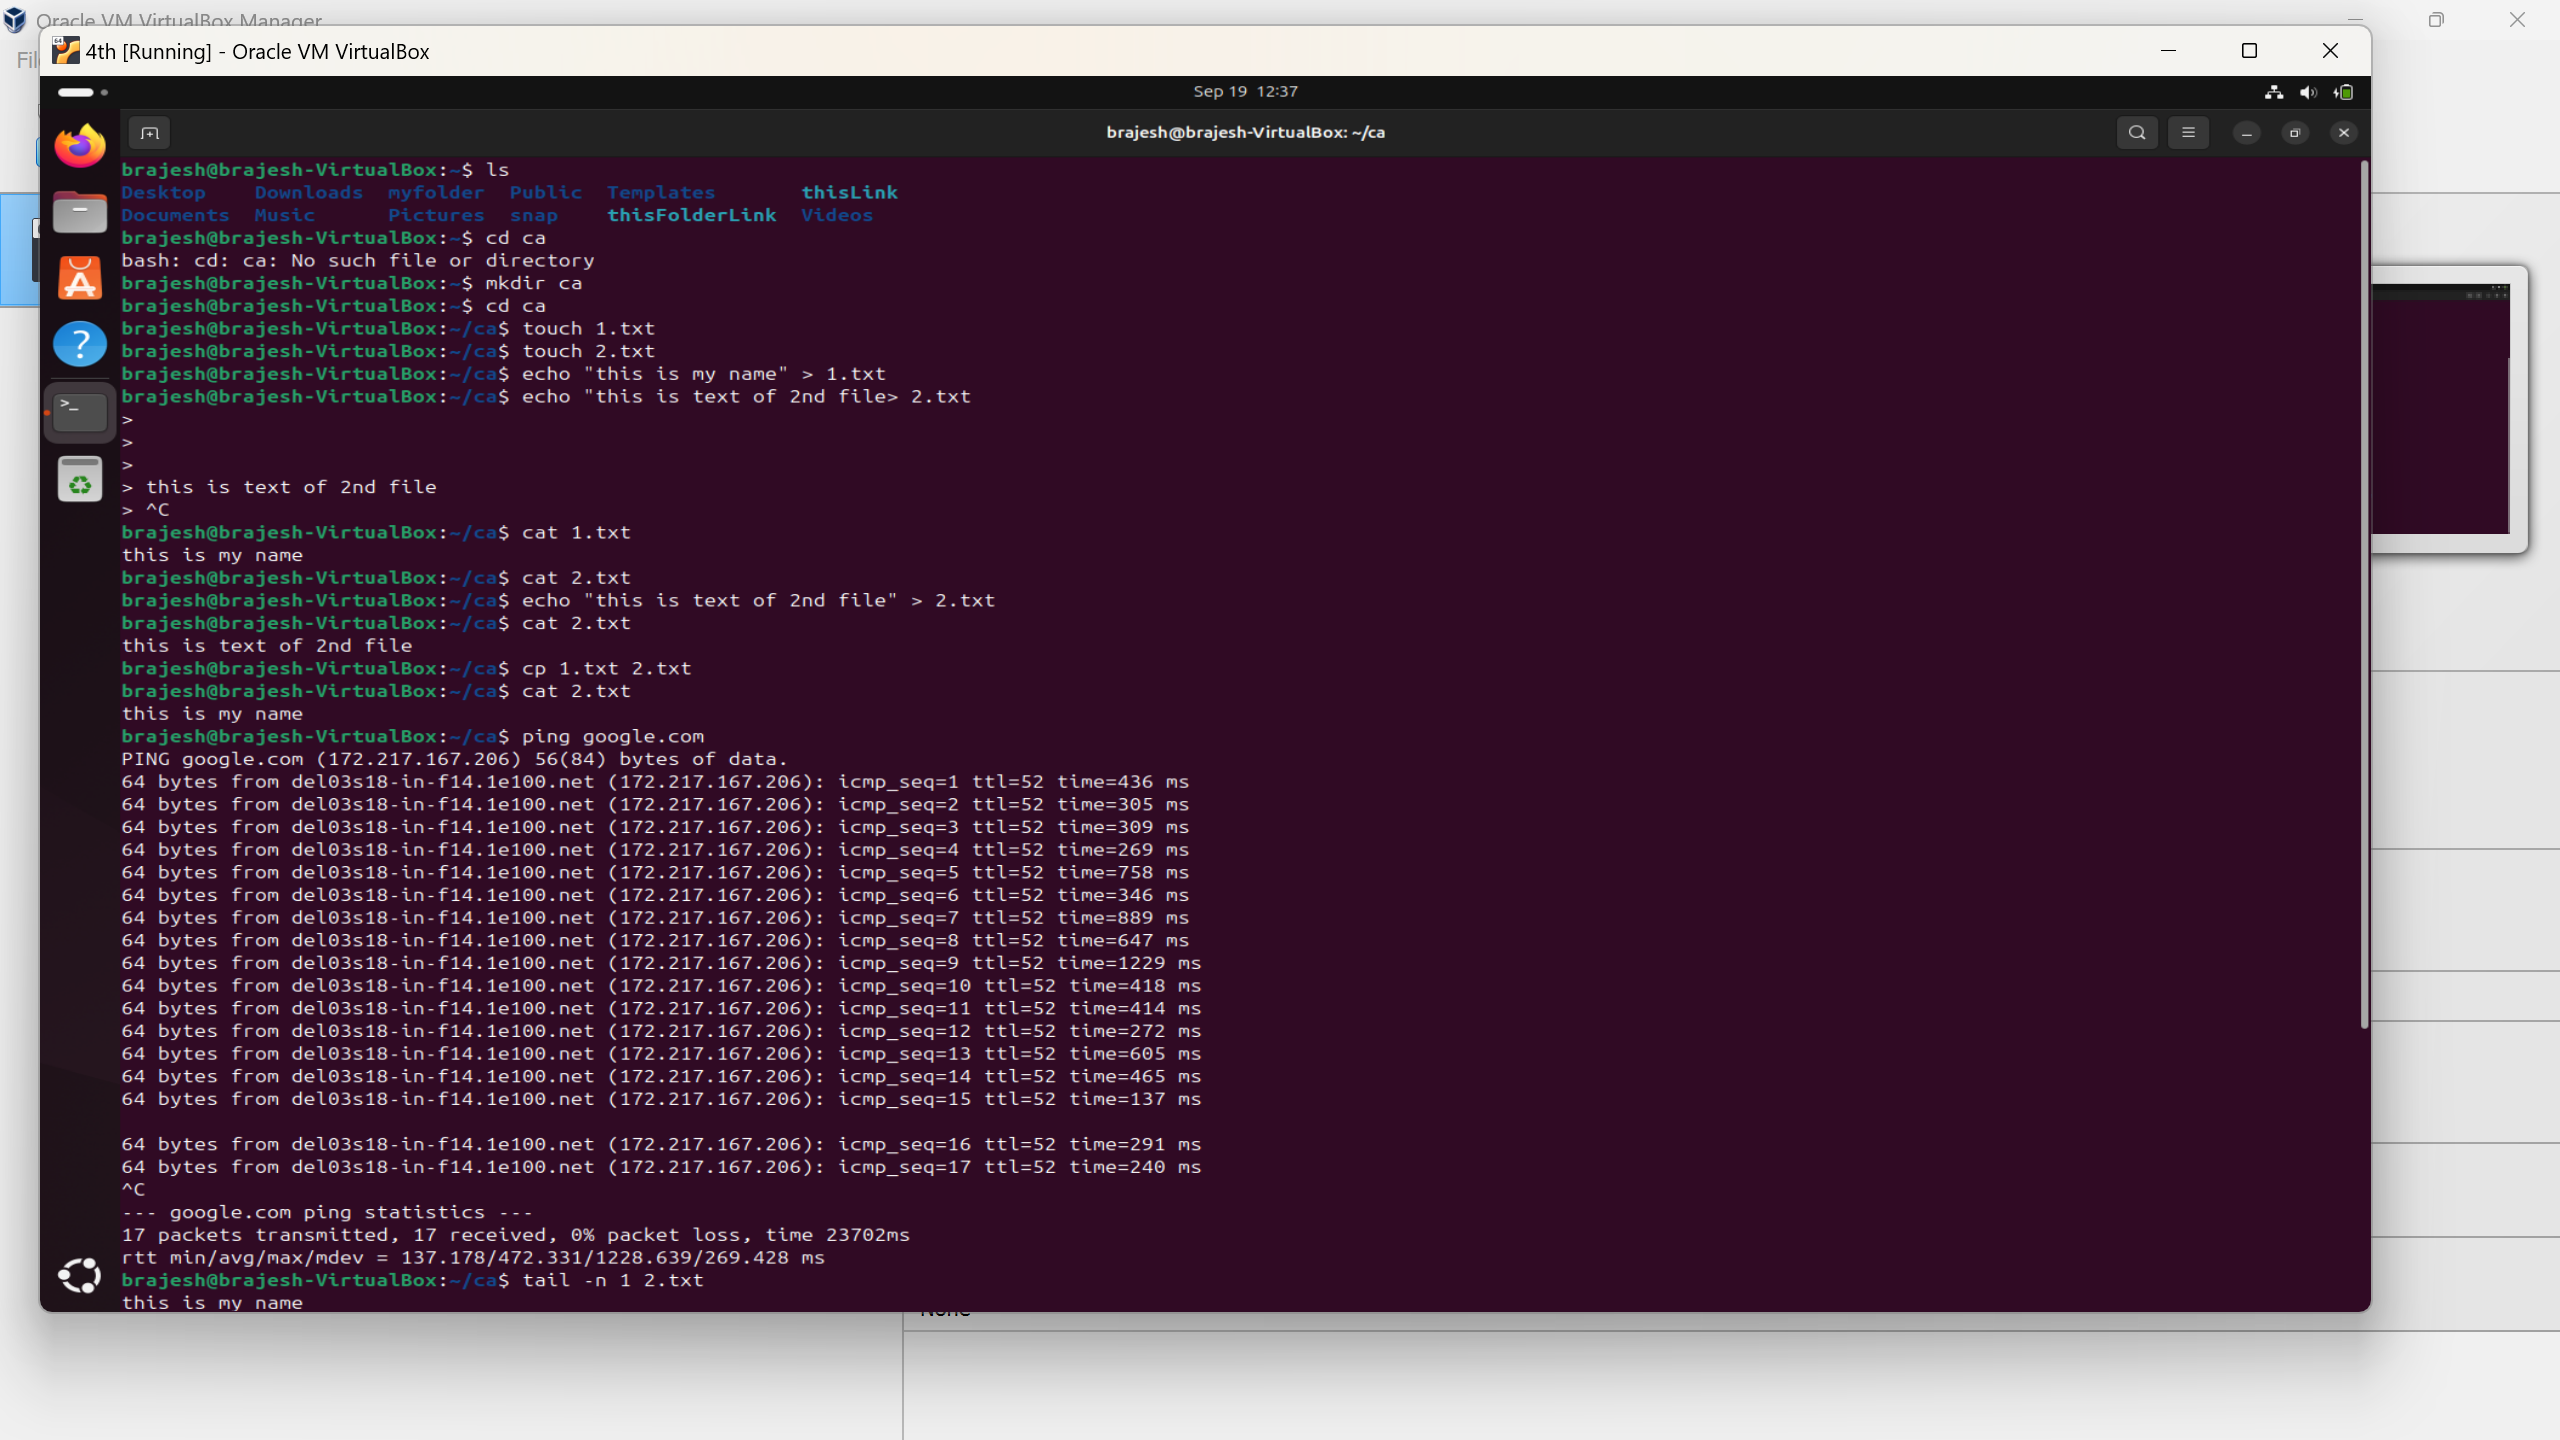 Oracle VM VirtualBox Manager
4th [Running] - Oracle VM VirtualBox
Sep 19 12:37
brajesh@brajesh-VirtualBox: ~/ca
brajesh@brajesh-VirtualBox:~$ ls
Desktop Downloads myfolder Public Templates thisLink
Documents Music Pictures snap thisFolderLink Videos
brajesh@brajesh-VirtualBox:~$ cd ca
bash: cd: ca: No such file or directory
brajesh@brajesh-VirtualBox:~$ mkdir ca
brajesh@brajesh-VirtualBox:~$ cd ca
brajesh@brajesh-VirtualBox:~/ca$ touch 1.txt
brajesh@brajesh-VirtualBox:~/ca$ touch 2.txt
brajesh@brajesh-VirtualBox:~/ca$ echo "this is my name" > 1.txt
brajesh@brajesh-VirtualBox:~/ca$ echo "this is text of 2nd file> 2.txt
>
>
>
> this is text of 2nd file
> ^C
brajesh@brajesh-VirtualBox:~/ca$ cat 1.txt
this is my name
brajesh@brajesh-VirtualBox:~/ca$ cat 2.txt
brajesh@brajesh-VirtualBox:~/ca$ echo "this is text of 2nd file" > 2.txt
brajesh@brajesh-VirtualBox:~/ca$ cat 2.txt
this is text of 2nd file
brajesh@brajesh-VirtualBox:~/ca$ cp 1.txt 2.txt
brajesh@brajesh-VirtualBox:~/ca$ cat 2.txt
this is my name
brajesh@brajesh-VirtualBox:~/ca$ ping google.com
PING google.com (172.217.167.206) 56(84) bytes of data.
64 bytes from del03s18-in-f14.1e100.net (172.217.167.206): icmp_seq=1 ttl=52 time=436 ms
64 bytes from del03s18-in-f14.1e100.net (172.217.167.206): icmp_seq=2 ttl=52 time=305 ms
64 bytes from del03s18-in-f14.1e100.net (172.217.167.206): icmp_seq=3 ttl=52 time=309 ms
64 bytes from del03s18-in-f14.1e100.net (172.217.167.206): icmp_seq=4 ttl=52 time=269 ms
64 bytes from del03s18-in-f14.1e100.net (172.217.167.206): icmp_seq=5 ttl=52 time=758 ms
64 bytes from del03s18-in-f14.1e100.net (172.217.167.206): icmp_seq=6 ttl=52 time=346 ms
64 bytes from del03s18-in-f14.1e100.net (172.217.167.206): icmp_seq=7 ttl=52 time=889 ms
64 bytes from del03s18-in-f14.1e100.net (172.217.167.206): icmp_seq=8 ttl=52 time=647 ms
64 bytes from del03s18-in-f14.1e100.net (172.217.167.206): icmp_seq=9 ttl=52 time=1229 ms
64 bytes from del03s18-in-f14.1e100.net (172.217.167.206): icmp_seq=10 ttl=52 time=418 ms
64 bytes from del03s18-in-f14.1e100.net (172.217.167.206): icmp_seq=11 ttl=52 time=414 ms
64 bytes from del03s18-in-f14.1e100.net (172.217.167.206): icmp_seq=12 ttl=52 time=272 ms
64 bytes from del03s18-in-f14.1e100.net (172.217.167.206): icmp_seq=13 ttl=52 time=605 ms
64 bytes from del03s18-in-f14.1e100.net (172.217.167.206): icmp_seq=14 ttl=52 time=465 ms
64 bytes from del03s18-in-f14.1e100.net (172.217.167.206): icmp_seq=15 ttl=52 time=137 ms
64 bytes from del03s18-in-f14.1e100.net (172.217.167.206): icmp_seq=16 ttl=52 time=291 ms
64 bytes from del03s18-in-f14.1e100.net (172.217.167.206): icmp_seq=17 ttl=52 time=240 ms
^C
--- google.com ping statistics ---
17 packets transmitted, 17 received, 0% packet loss, time 23702ms
rtt min/avg/max/mdev = 137.178/472.331/1228.639/269.428 ms
brajesh@brajesh-VirtualBox:~/ca$ tail -n 1 2.txt
this is my name